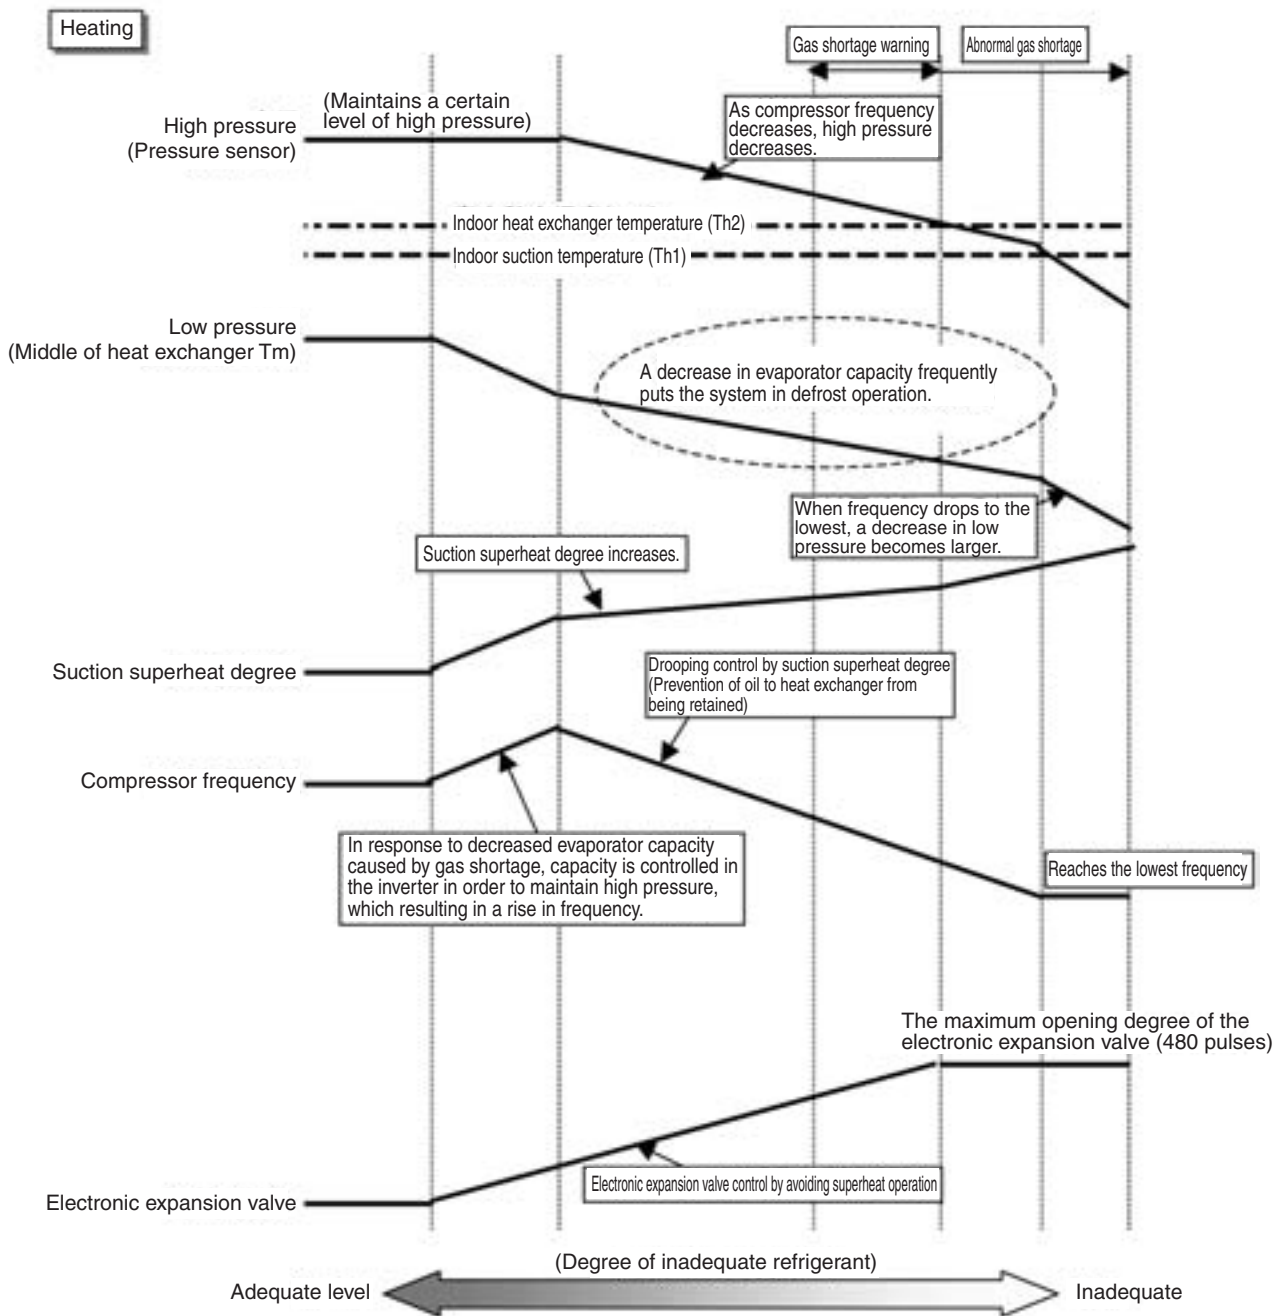 Heating
Gas shortage warning
Abnormal gas shortage
(Maintains a certain
level of high pressure)
High pressure
(Pressure sensor)
As compressor frequency
decreases, high pressure
decreases.
Indoor heat exchanger temperature (Th2)
Indoor suction temperature (Th1)
Low pressure
(Middle of heat exchanger Tm)
A decrease in evaporator capacity frequently
puts the system in defrost operation.
When frequency drops to the
lowest, a decrease in low
pressure becomes larger.
Suction superheat degree increases.
Suction superheat degree
Drooping control by suction superheat degree
(Prevention of oil to heat exchanger from
being retained)
Compressor frequency
In response to decreased evaporator capacity
caused by gas shortage, capacity is controlled in
the inverter in order to maintain high pressure,
which resulting in a rise in frequency.
Reaches the lowest frequency
The maximum opening degree of the
electronic expansion valve (480 pulses)
Electronic expansion valve control by avoiding superheat operation
Electronic expansion valve
(Degree of inadequate refrigerant)
Adequate level
Inadequate